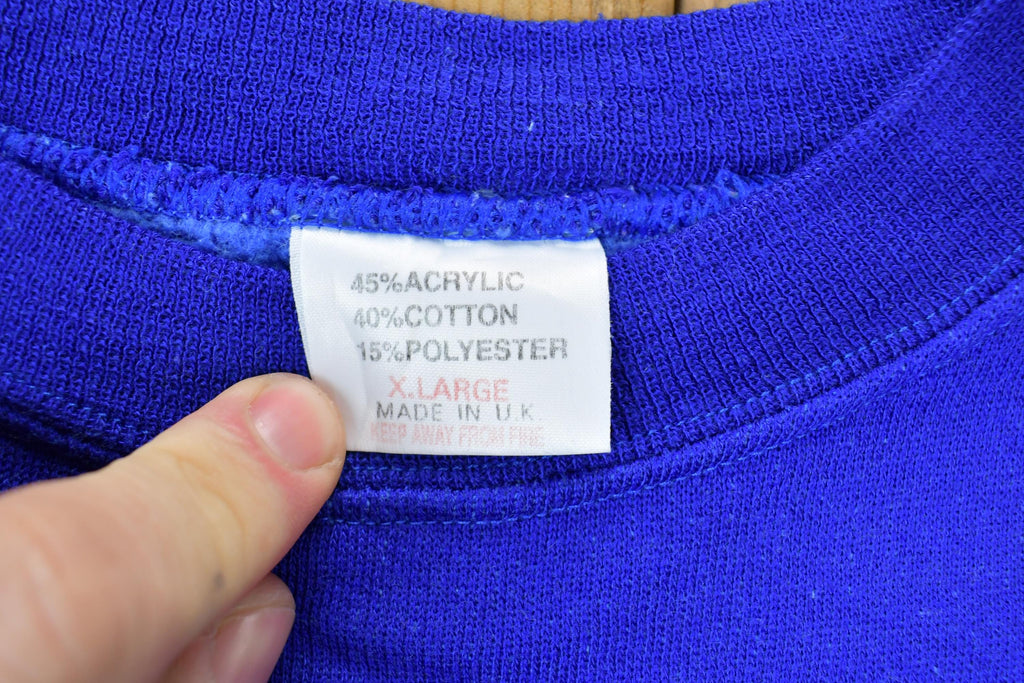 45%ACRYLIC
40%COTTON
15%POLYESTER
X.LARGE
MADE IN U.K.
KEEP AWAY FROM FIRE